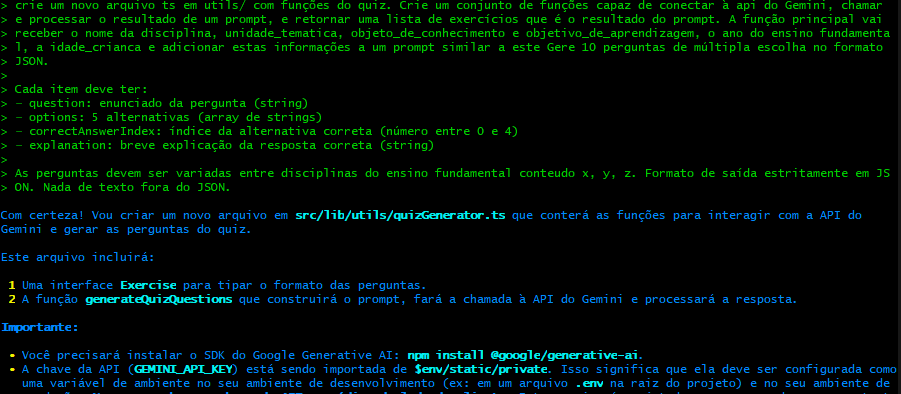 > crie um novo arquivo ts em utils/ com funções do quiz. Crie um conjunto de funções capaz de conectar à api do Gemini, chamar
> e processar o resultado de um prompt, e retornar uma lista de exercícios que é o resultado do prompt. A função principal vai
> receber o nome da disciplina, unidade_tematica, objeto_de_conhecimento e objetivo_de_aprendizagem, o ano do ensino fundamenta
> l, a idade_crianca e adicionar estas informações a um prompt similar a este Gere 10 perguntas de múltipla escolha no formato
> JSON.
>
> Cada item deve ter:
> - question: enunciado da pergunta (string)
> - options: 5 alternativas (array de strings)
> - correctAnswerIndex: índice da alternativa correta (número entre 0 e 4)
> - explanation: breve explicação da resposta correta (string)
>
> As perguntas devem ser variadas entre disciplinas do ensino fundamental conteudo x, y, z. Formato de saída estritamente em JS
> ON. Nada de texto fora do JSON.
Com certeza! Vou criar um novo arquivo em src/lib/utils/quizGenerator.ts que conterá as funções para interagir com a API do
Gemini e gerar as perguntas do quiz.
Este arquivo incluirá:
1 Uma interface Exercise para tipar o formato das perguntas.
2 A função generateQuizQuestions que construirá o prompt, fará a chamada à API do Gemini e processará a resposta.
Importante:
• Você precisará instalar o SDK do Google Generative AI: npm install @google/generative-ai.
• A chave da API (GEMINI_API_KEY) está sendo importada de $env/static/private. Isso significa que ela deve ser configurada como
uma variável de ambiente no seu ambiente de desenvolvimento (ex: em um arquivo .env na raiz do projeto) e no seu ambiente de